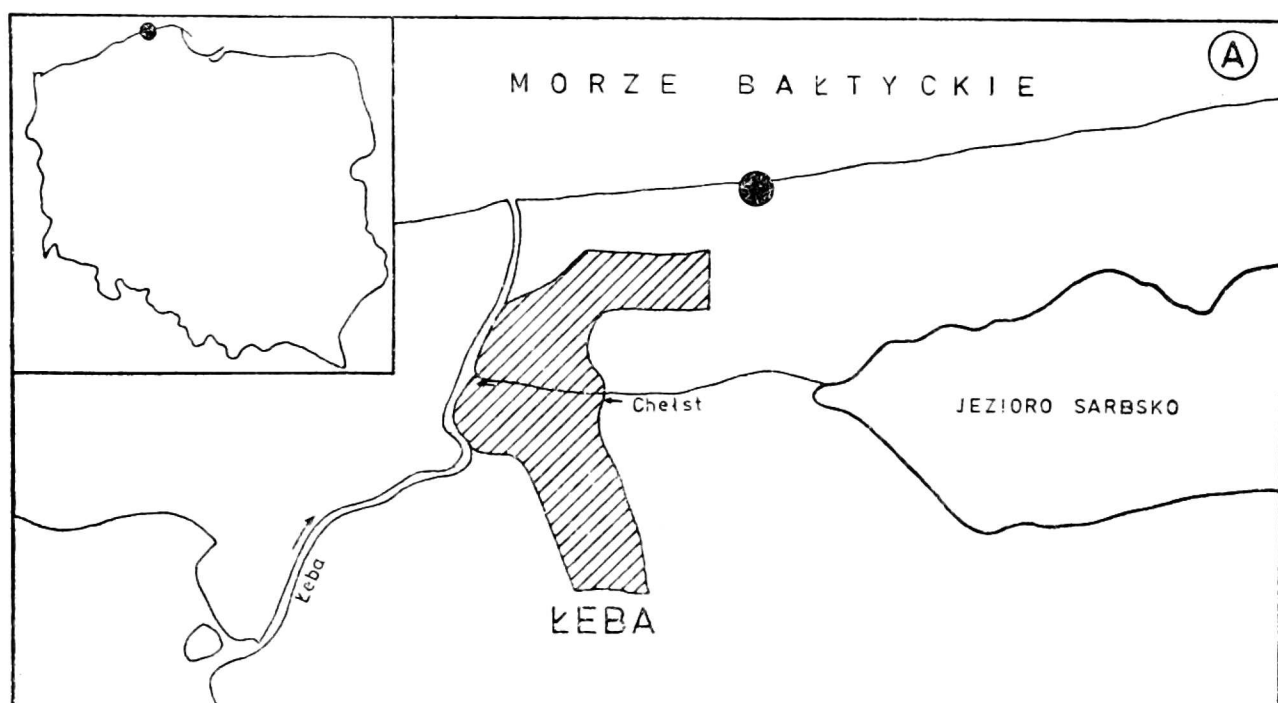 A
MORZE BAŁTYCKIE
Chełst
JEZIORO SARBSKO
Łeba
ŁEBA